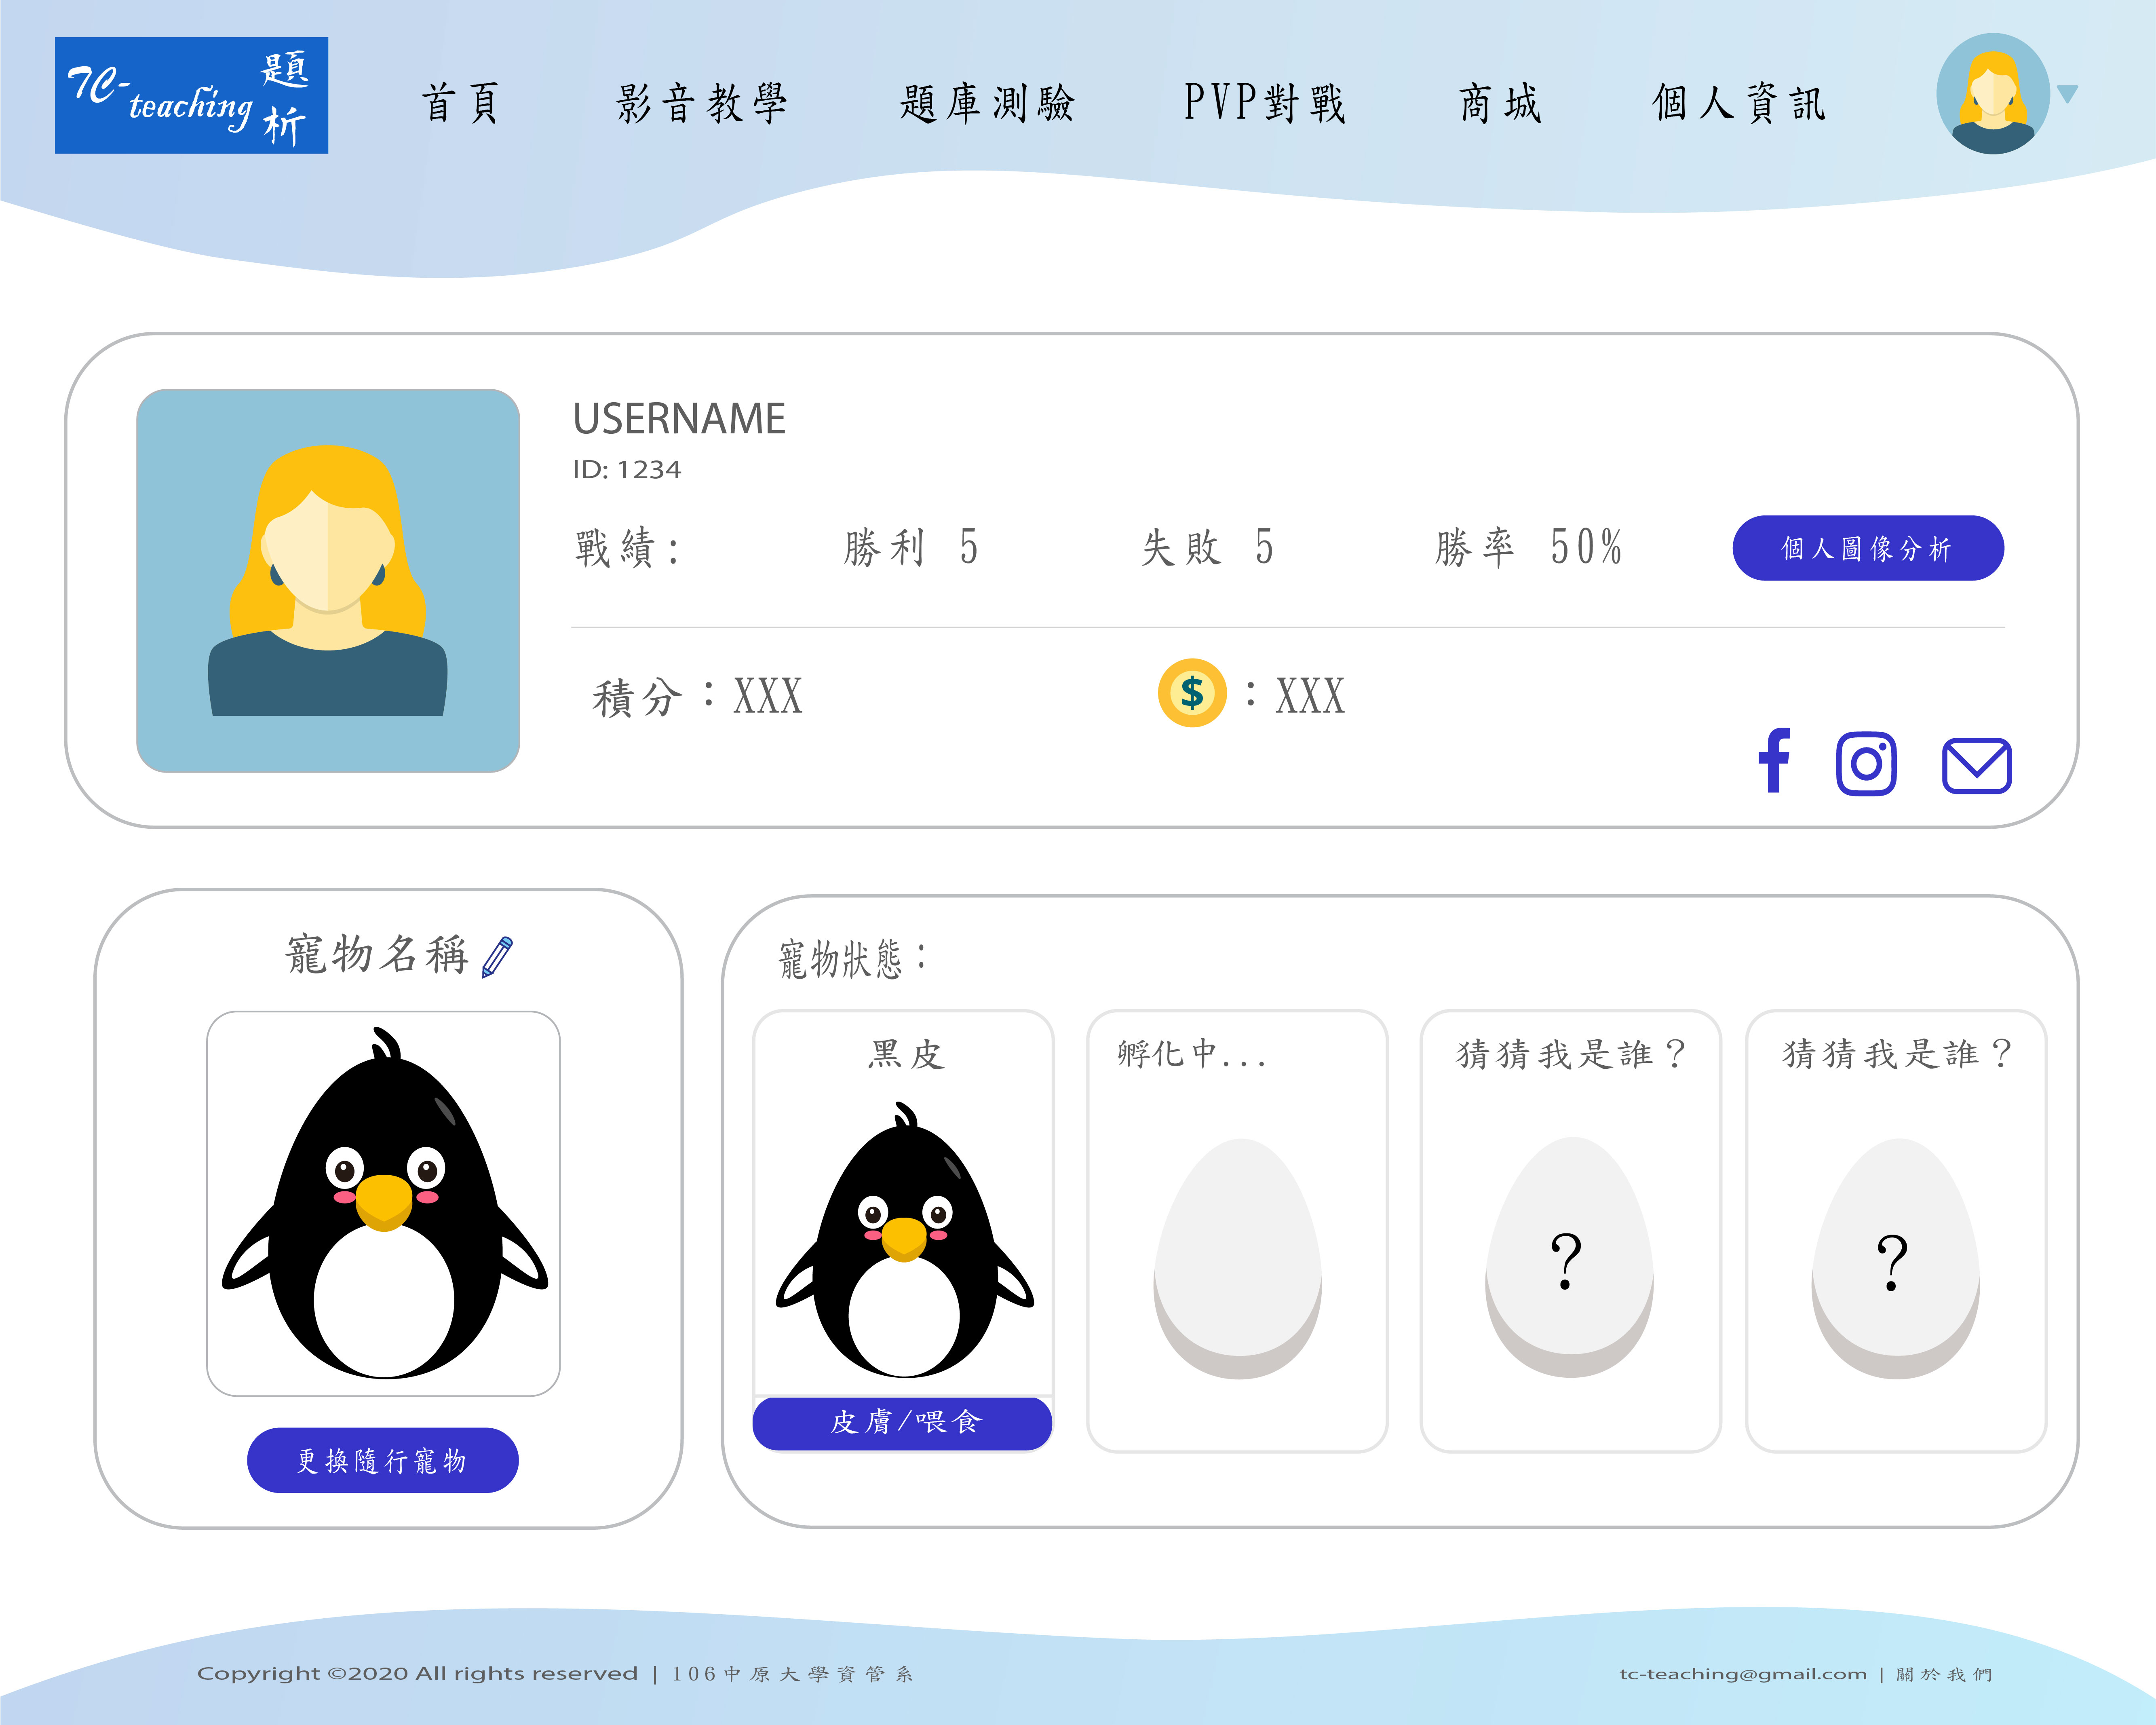 TC-teaching 題析
首頁 影音教學 題庫測驗 PVP對戰 商城 個人資訊
USERNAME
ID: 1234
戰績: 勝利 5 失敗 5 勝率 50% 個人圖像分析
積分：XXX $：XXX
寵物名稱
更換隨行寵物
寵物狀態：
黑皮 孵化中... 猜猜我是誰？ 猜猜我是誰？
? ?
皮膚/喂食
Copyright ©2020 All rights reserved | 106中原大學資管系
tc-teaching@gmail.com | 關於我們